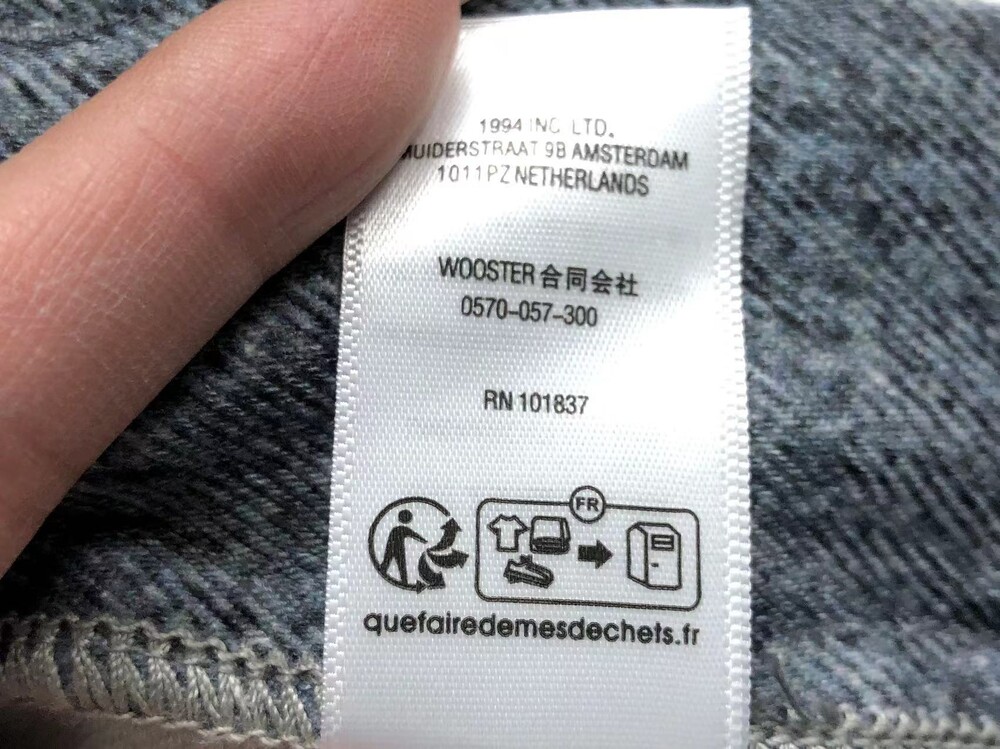 1994 INC LTD.
MUIDERSTRAAT 9B AMSTERDAM
1011PZ NETHERLANDS
WOOSTER 合同会社
0570-057-300
RN 101837
FR
quefairedemesdechets.fr